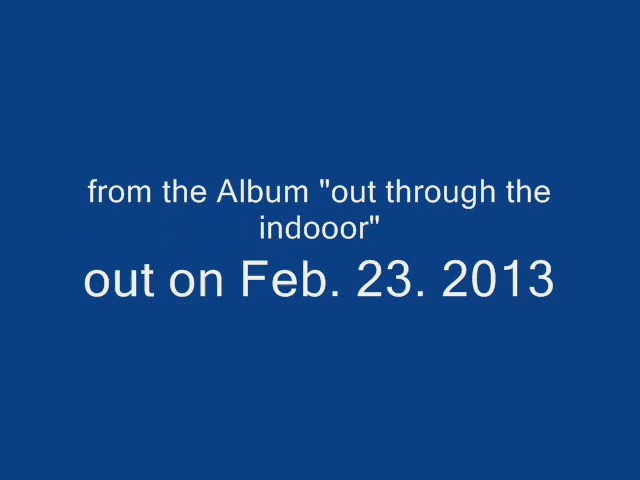 from the Album "out through the
indooor"
out on Feb. 23. 2013